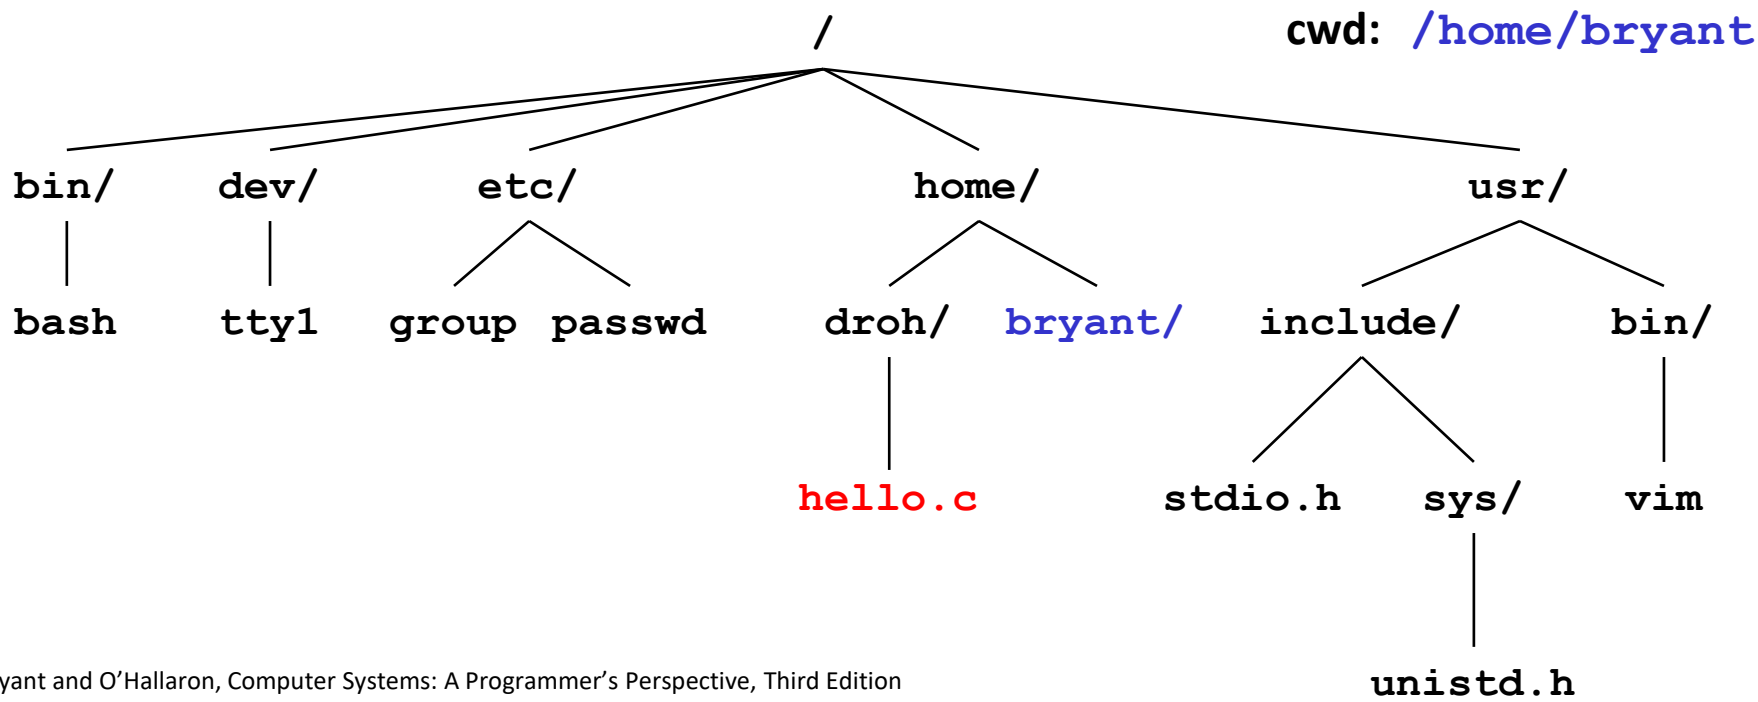 /
cwd: /home/bryant
bin/ dev/ etc/ home/ usr/
bash tty1 group passwd droh/ bryant/ include/ bin/
hello.c stdio.h sys/ vim
unistd.h
yant and O’Hallaron, Computer Systems: A Programmer’s Perspective, Third Edition